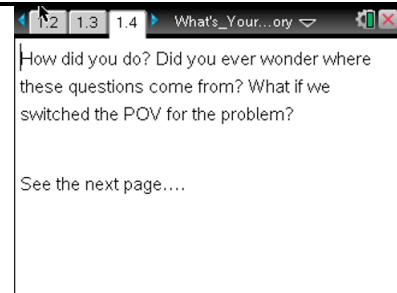 1.2 1.3 1.4 What's_Your...ory
How did you do? Did you ever wonder where
these questions come from? What if we
switched the POV for the problem?
See the next page....